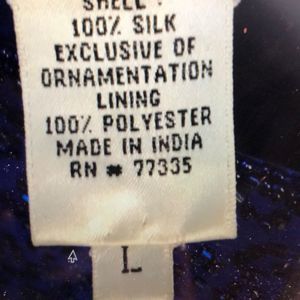 SHELL :
100% SILK
EXCLUSIVE OF
ORNAMENTATION
LINING
100% POLYESTER
MADE IN INDIA
RN # 77335
L